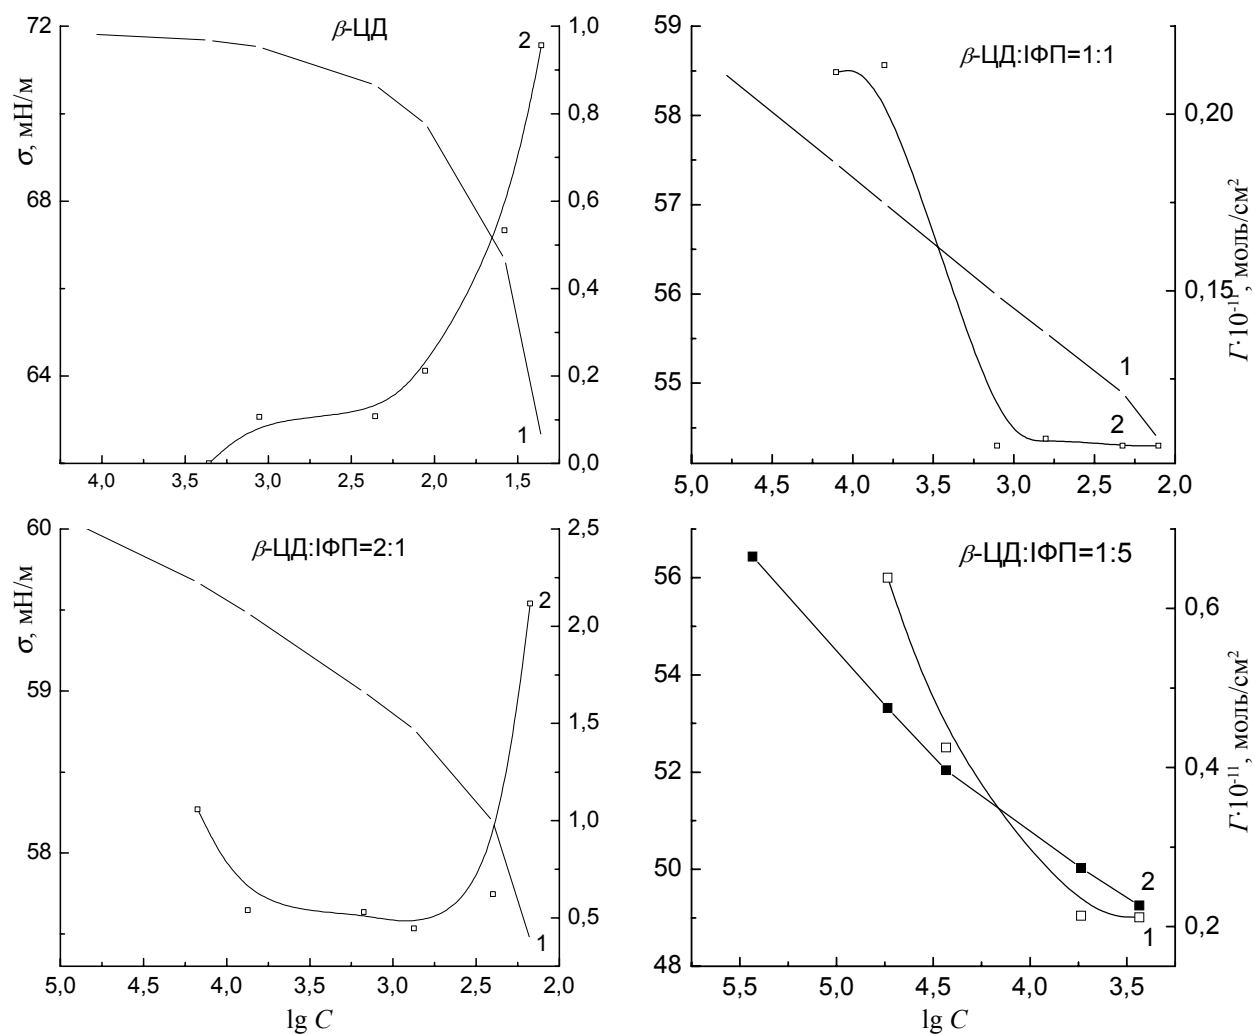 β-ЦД
σ, мН/м
72
68
64
1,0
0,8
0,6
0,4
0,2
0,0
2
1
4,0 3,5 3,0 2,5 2,0 1,5
β-ЦД:ІФП=1:1
59
58
57
56
55
0,20
0,15
Γ·10⁻¹¹, моль/см²
1
2
5,0 4,0 3,5 3,0 2,5 2,0
β-ЦД:ІФП=2:1
σ, мН/м
60
59
58
2,5
2,0
1,5
1,0
0,5
2
1
5,0 4,5 4,0 3,5 3,0 2,5 2,0
lg C
β-ЦД:ІФП=1:5
56
54
52
50
48
0,6
0,4
0,2
Γ·10⁻¹¹, моль/см²
2
1
5,5 5,0 4,5 4,0 3,5
lg C